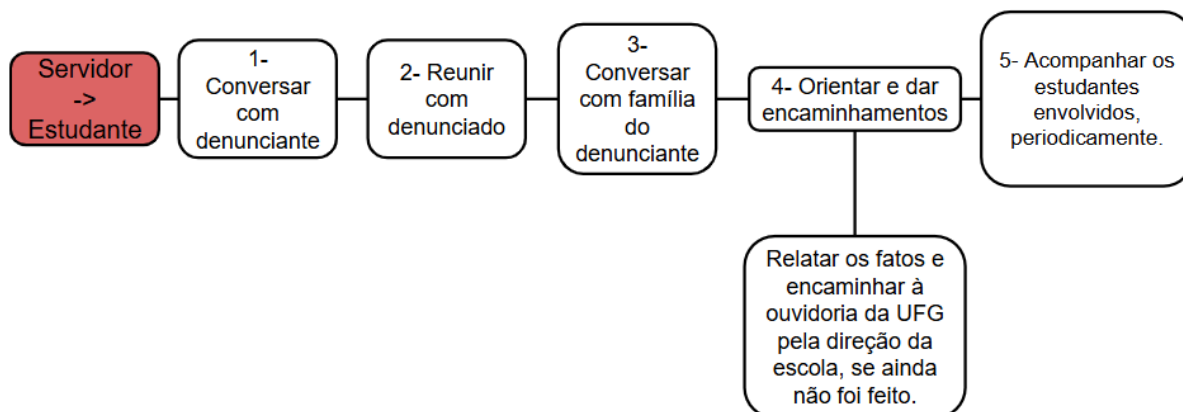 Servidor
->
Estudante
1-
Conversar
com
denunciante
2- Reunir
com
denunciado
3-
Conversar
com família
do
denunciante
4- Orientar e dar
encaminhamentos
5- Acompanhar os
estudantes
envolvidos,
periodicamente.
Relatar os fatos e
encaminhar à
ouvidoria da UFG
pela direção da
escola, se ainda
não foi feito.